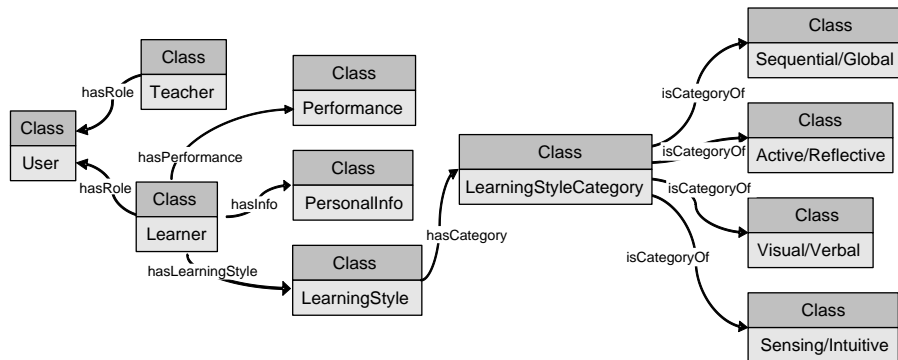 Class
Sequential/Global
Class
Teacher
hasRole
Class
Performance
isCategoryOf
Class
User
Class
Active/Reflective
isCategoryOf
Class
LearningStyleCategory
hasPerformance
hasRole
Class
Learner
hasInfo
Class
PersonalInfo
isCategoryOf
Class
Visual/Verbal
hasCategory
hasLearningStyle
Class
LearningStyle
isCategoryOf
Class
Sensing/Intuitive